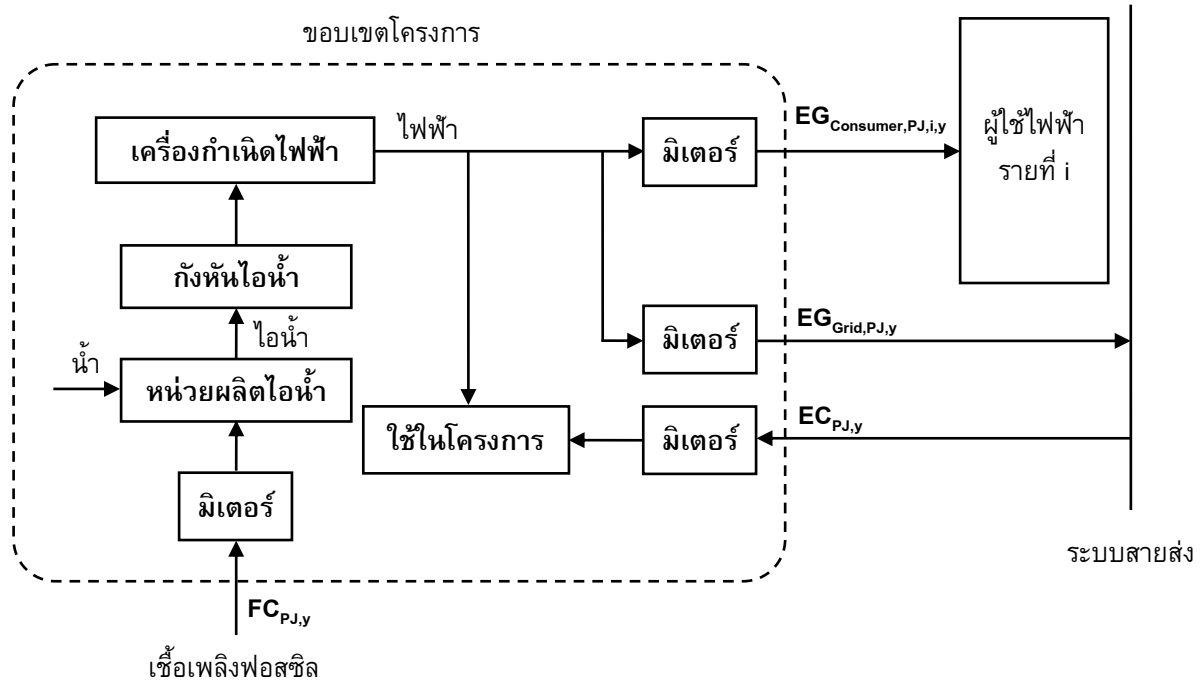 ขอบเขตโครงการ
เครื่องกำเนิดไฟฟ้า
ไฟฟ้า
มิเตอร์
EGConsumer,PJ,i,y
ผู้ใช้ไฟฟ้า
รายที่ i
กังหันไอน้ำ
ไอน้ำ
มิเตอร์
EGGrid,PJ,y
น้ำ
หน่วยผลิตไอน้ำ
ใช้ในโครงการ
มิเตอร์
ECPJ,y
มิเตอร์
ระบบสายส่ง
FCPJ,y
เชื้อเพลิงฟอสซิล